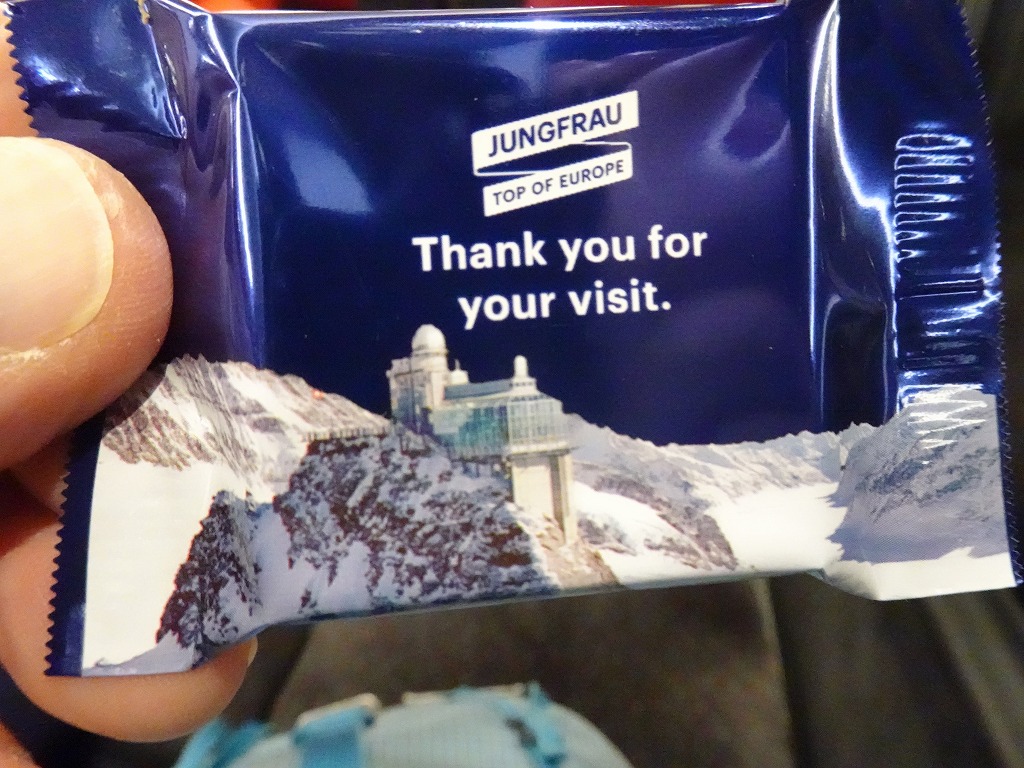 JUNGFRAU
TOP OF EUROPE
Thank you for
your visit.